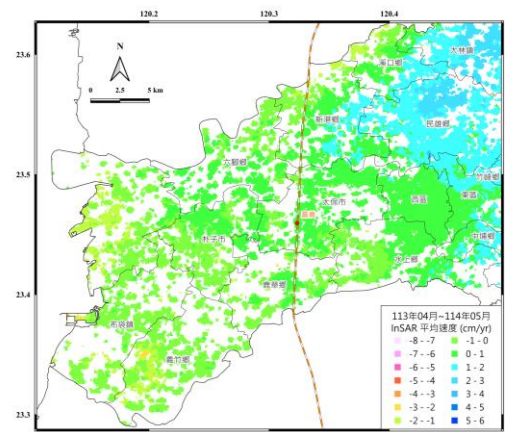 120.2 120.3 120.4
23.6
23.5
23.4
23.3
N
0 2.5 5 km
大林鎮
溪口鄉
新港鄉
民雄鄉
六腳鄉
竹崎鄉
太保市
西區
東區
朴子市
中埔鄉
水上鄉
鹿草鄉
布袋鎮
義竹鄉
113年04月~114年05月
InSAR 平均速度 (cm/yr)
-8 - -7 -1 - 0
-7 - -6 0 - 1
-6 - -5 1 - 2
-5 - -4 2 - 3
-4 - -3 3 - 4
-3 - -2 4 - 5
-2 - -1 5 - 6